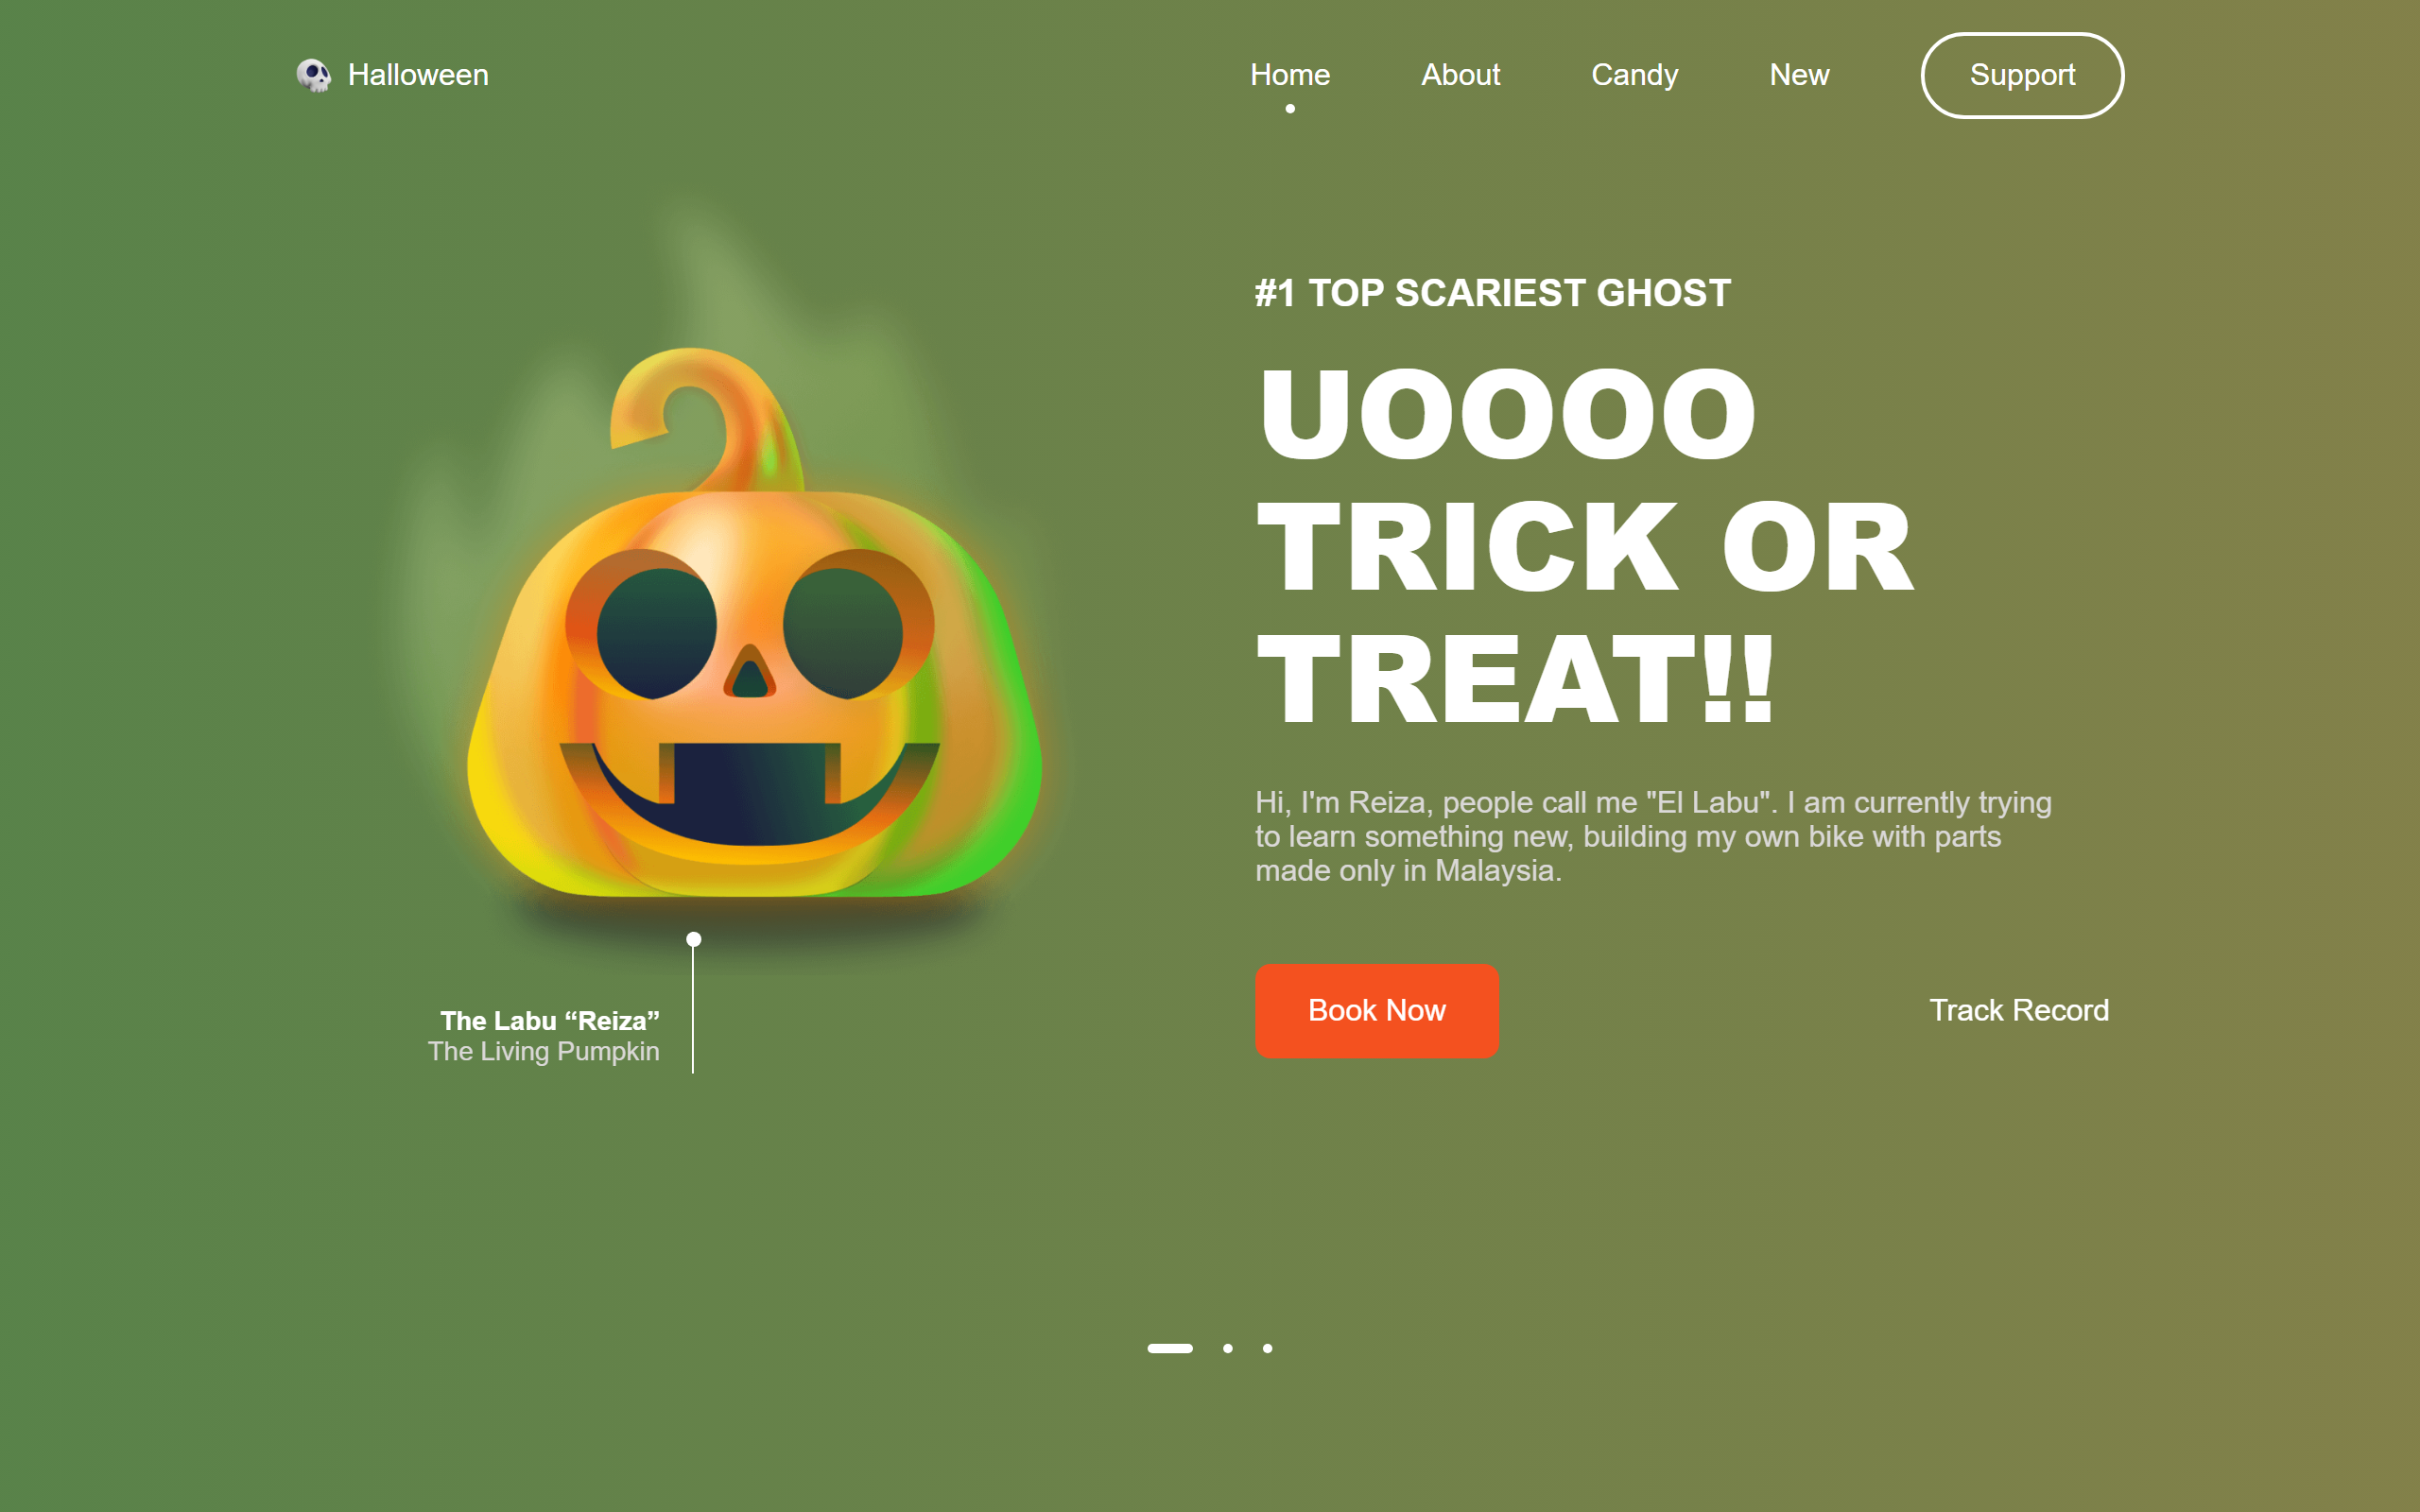 Halloween
Home
About
Candy
New
Support
#1 TOP SCARIEST GHOST
UOOOO
TRICK OR
TREAT!!
Hi, I'm Reiza, people call me "El Labu". I am currently trying
to learn something new, building my own bike with parts
made only in Malaysia.
Book Now
Track Record
The Labu “Reiza”
The Living Pumpkin